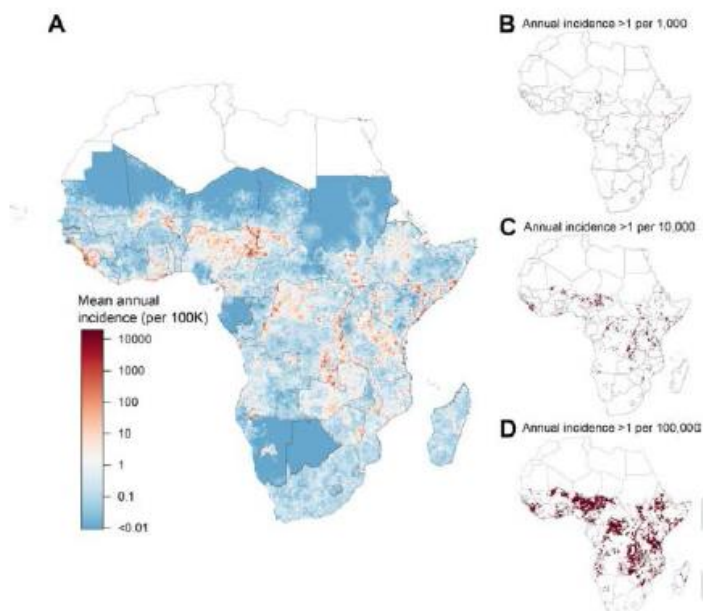 A
B Annual incidence >1 per 1,000
C Annual incidence >1 per 10,000
Mean annual
incidence (per 100K)
10000
1000
100
10
1
0.1
<0.01
D Annual incidence >1 per 100,000